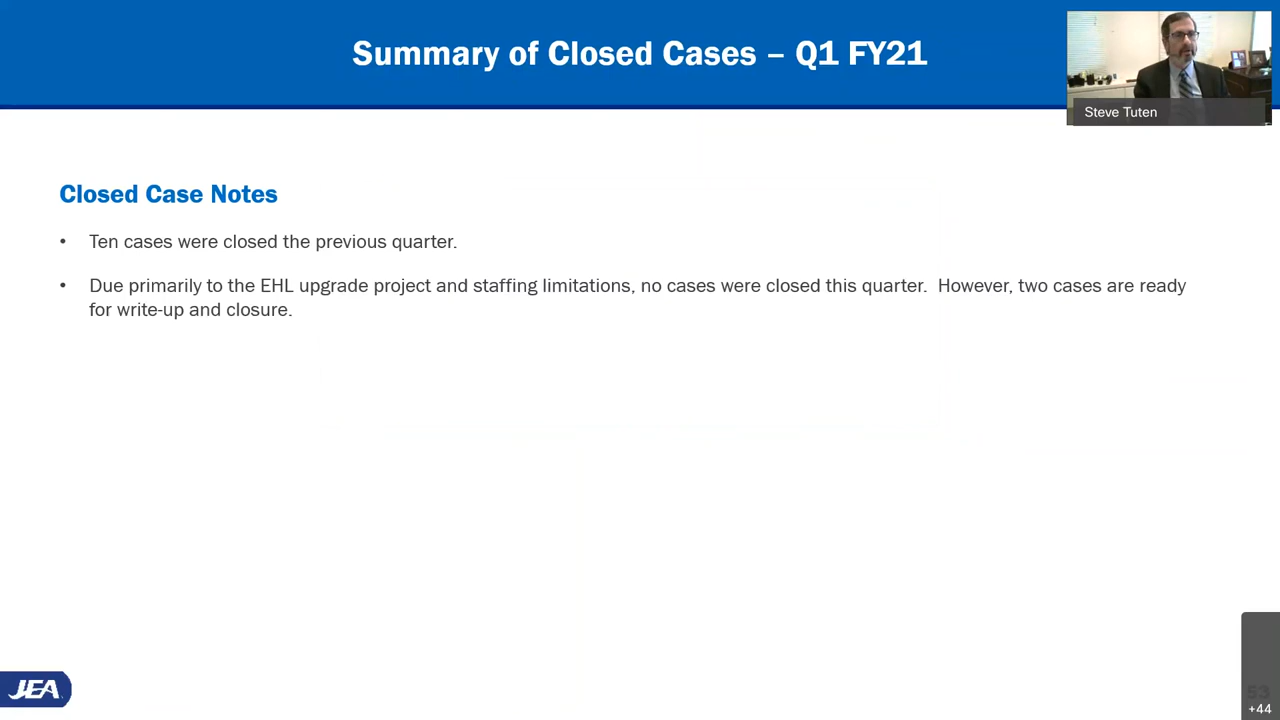 Summary of Closed Cases – Q1 FY21
Steve Tuten
Closed Case Notes
• Ten cases were closed the previous quarter.
• Due primarily to the EHL upgrade project and staffing limitations, no cases were closed this quarter.  However, two cases are ready
for write-up and closure.
JEA
53
+44